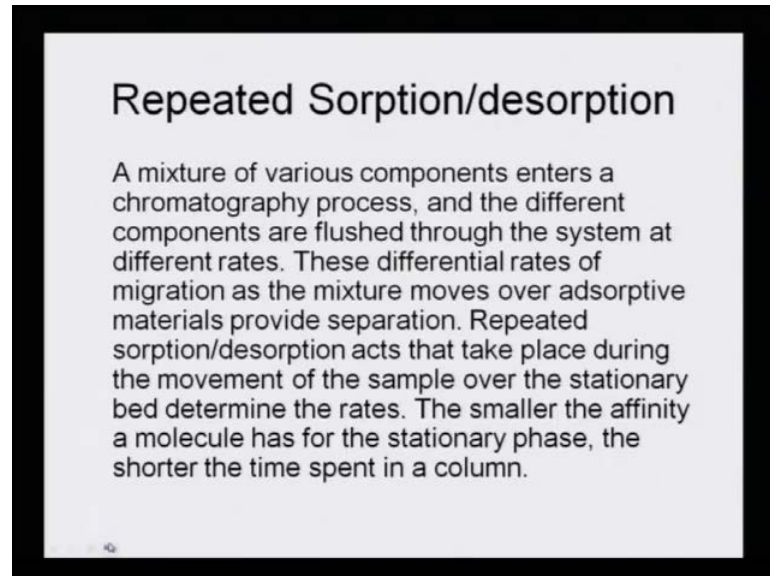 Repeated Sorption/desorption
A mixture of various components enters a
chromatography process, and the different
components are flushed through the system at
different rates. These differential rates of
migration as the mixture moves over adsorptive
materials provide separation. Repeated
sorption/desorption acts that take place during
the movement of the sample over the stationary
bed determine the rates. The smaller the affinity
a molecule has for the stationary phase, the
shorter the time spent in a column.